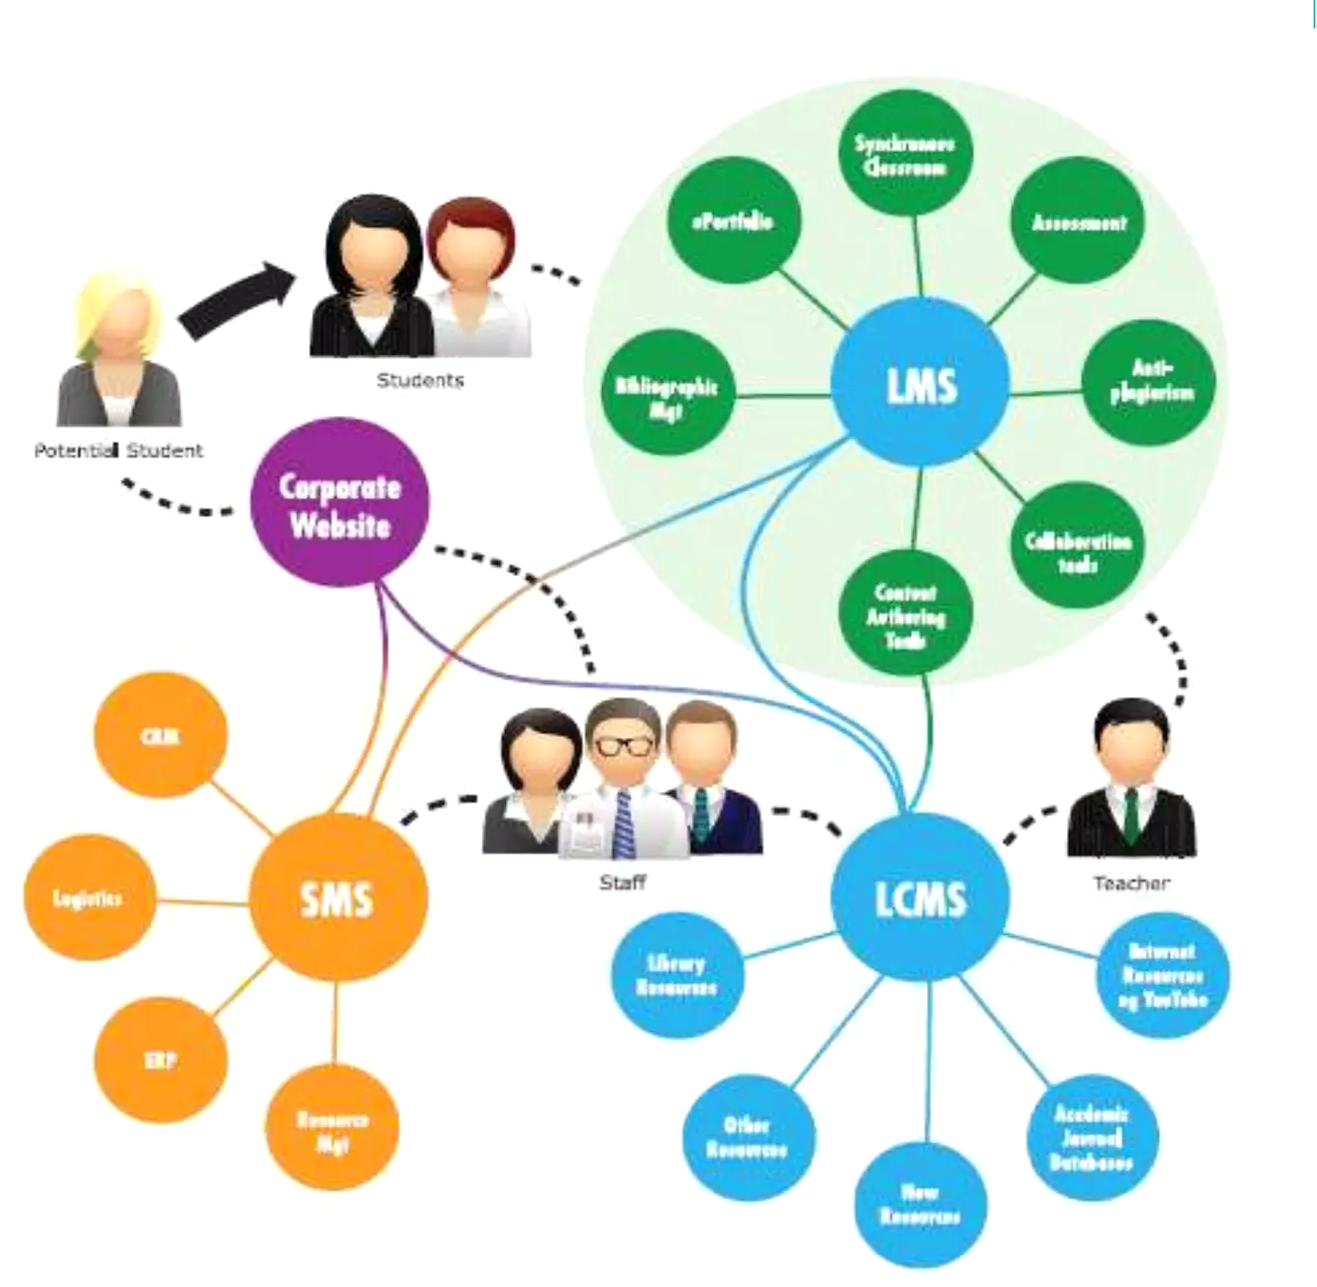 Synchronous
Classroom
ePortfolio
Assessment
Students
Bibliographic
Mgt
LMS
Anti-
plagiarism
Potential Student
Corporate
Website
Collaboration
tools
Content
Authoring
Tools
CRM
Logistics
SMS
Staff
LCMS
Teacher
Library
Resources
Internet
Resources
eg YouTube
ERP
Resource
Mgt
Other
Resources
Academic
Journal
Databases
New
Resources